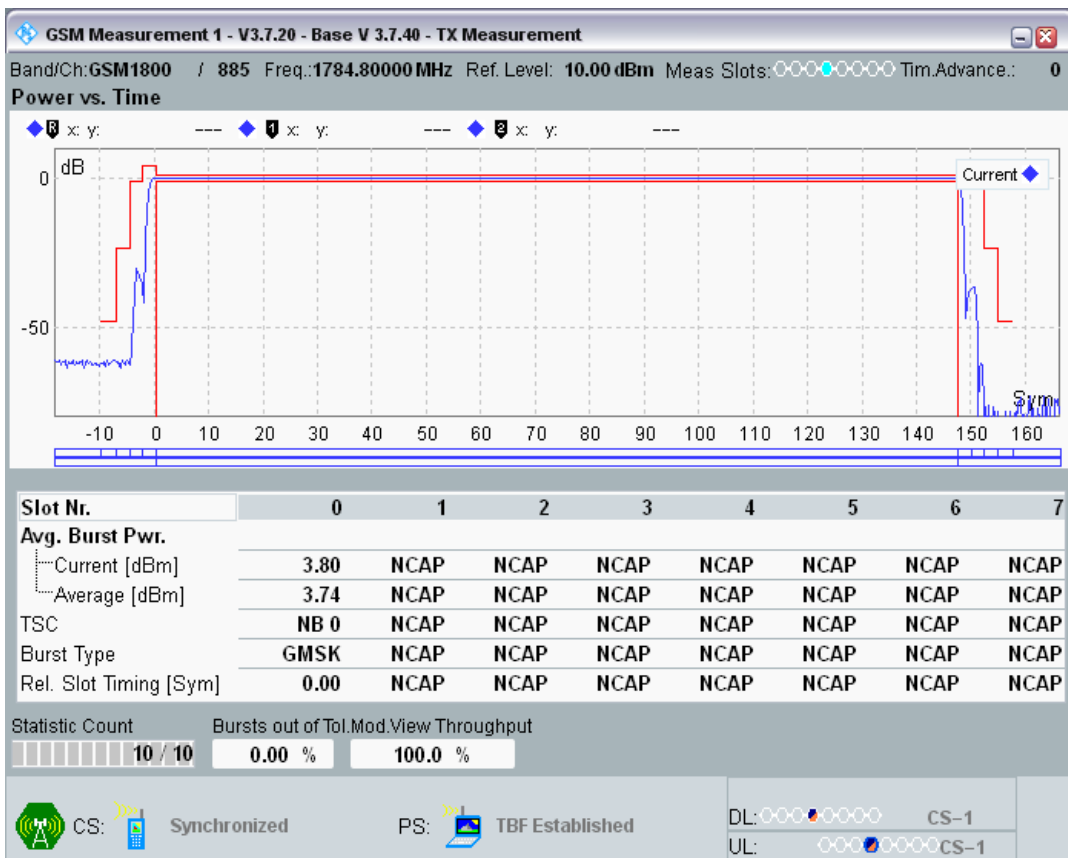 GSM Measurement 1 - V3.7.20 - Base V 3.7.40 - TX Measurement
Band/Ch:GSM1800 / 885 Freq.:1784.80000 MHz Ref. Level: 10.00 dBm Meas Slots: Tim.Advance.: 0
Power vs. Time
R x: y: --- 1 x: y: --- 2 x: y: ---
dB
Current
0
-50
Sym
-10 0 10 20 30 40 50 60 70 80 90 100 110 120 130 140 150 160
Slot Nr. 0 1 2 3 4 5 6 7
Avg. Burst Pwr.
Current [dBm] 3.80 NCAP NCAP NCAP NCAP NCAP NCAP NCAP
Average [dBm] 3.74 NCAP NCAP NCAP NCAP NCAP NCAP NCAP
TSC NB 0 NCAP NCAP NCAP NCAP NCAP NCAP NCAP
Burst Type GMSK NCAP NCAP NCAP NCAP NCAP NCAP NCAP
Rel. Slot Timing [Sym] 0.00 NCAP NCAP NCAP NCAP NCAP NCAP NCAP
Statistic Count Bursts out of Tol.Mod.View Throughput
10 / 10 0.00 % 100.0 %
CS: Synchronized PS: TBF Established DL: CS-1
UL: CS-1